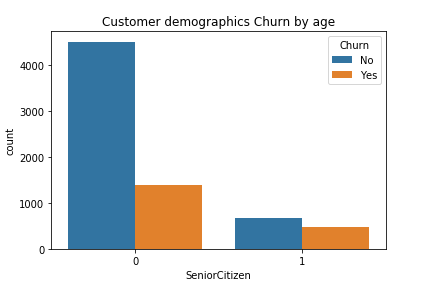 Customer demographics Churn by age
Churn
No
Yes
4000
3000
2000
1000
0
count
0 1
SeniorCitizen